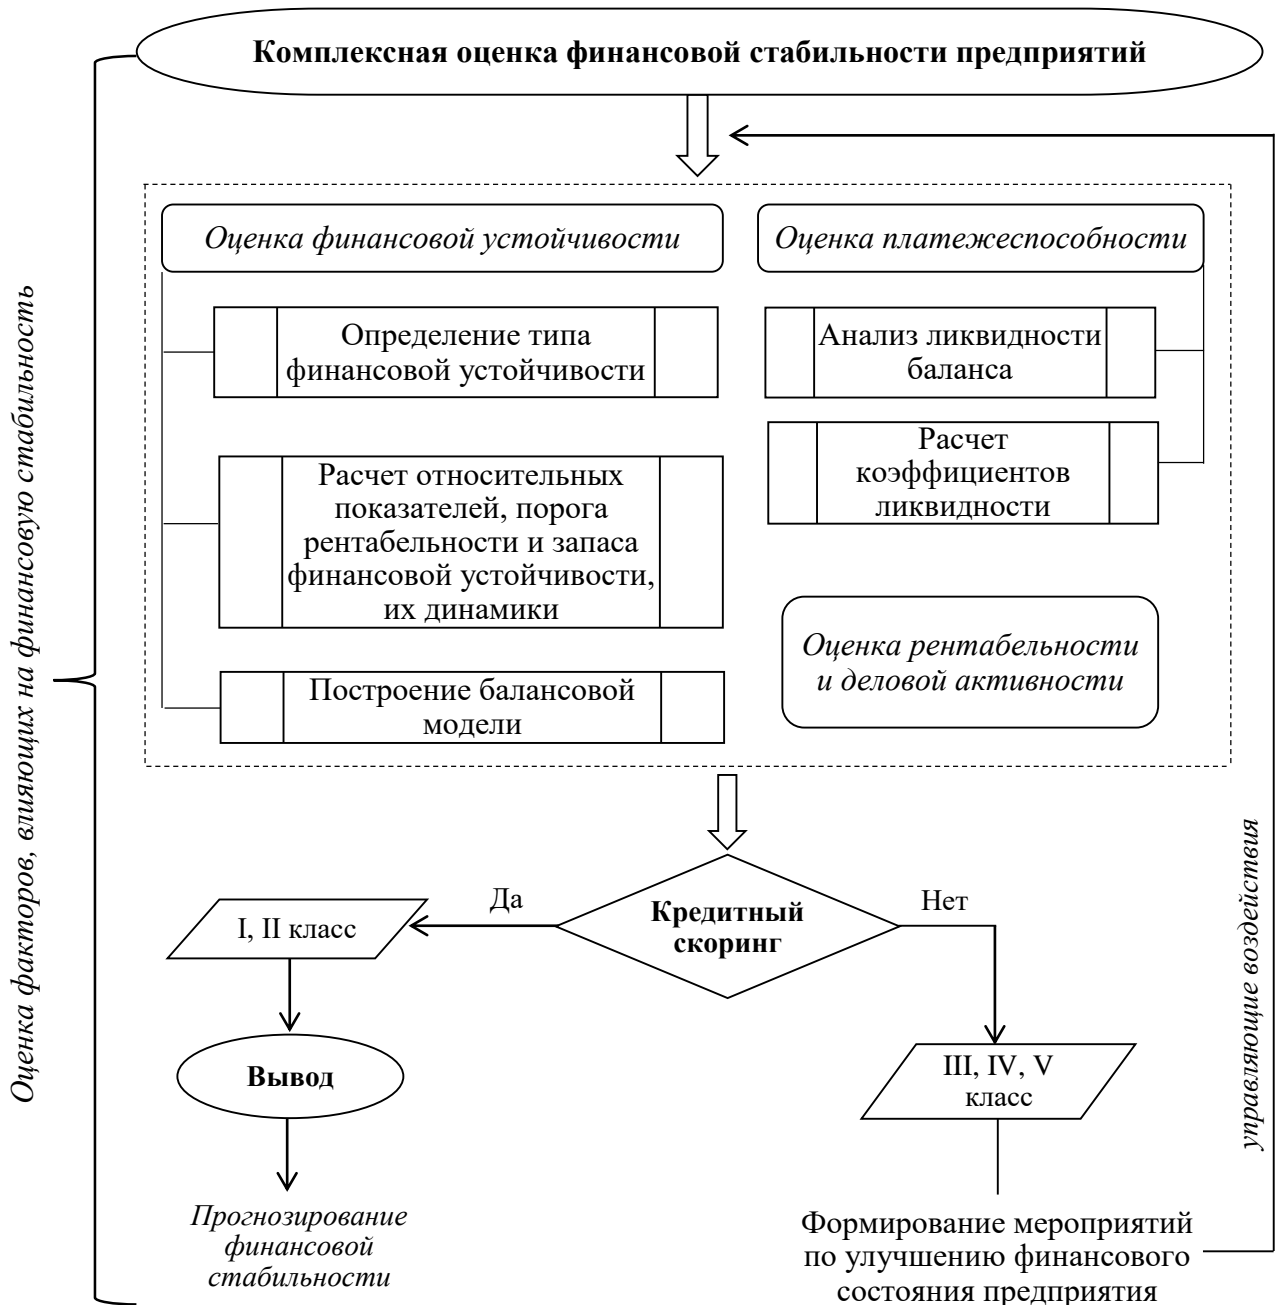 Комплексная оценка финансовой стабильности предприятий
Оценка факторов, влияющих на финансовую стабильность
Оценка финансовой устойчивости
Определение типа
финансовой устойчивости
Расчет относительных
показателей, порога
рентабельности и запаса
финансовой устойчивости,
их динамики
Построение балансовой
модели
Оценка платежеспособности
Анализ ликвидности
баланса
Расчет
коэффициентов
ликвидности
Оценка рентабельности
и деловой активности
Кредитный
скоринг
Да
Нет
I, II класс
Вывод
Прогнозирование
финансовой
стабильности
III, IV, V
класс
Формирование мероприятий
по улучшению финансового
состояния предприятия
управляющие воздействия